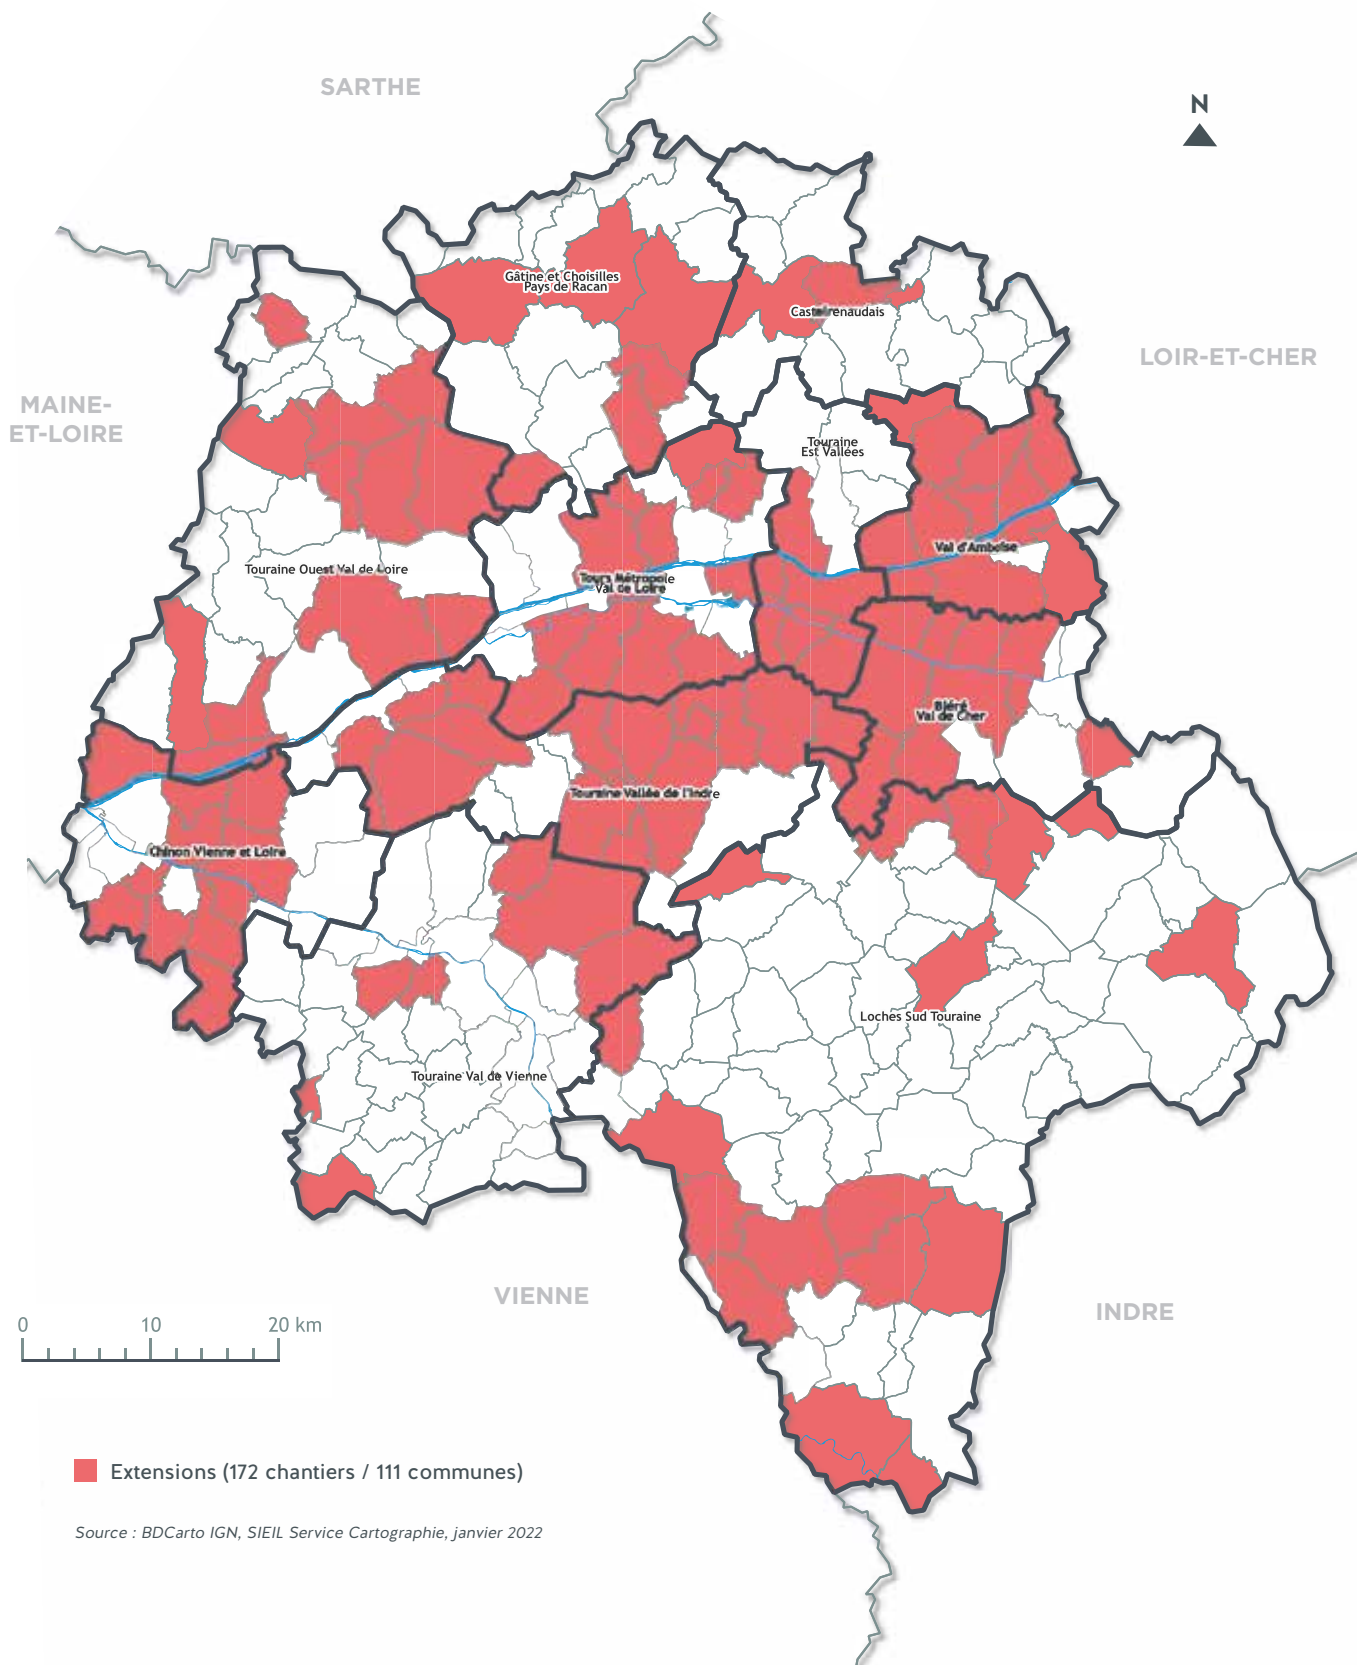 SARTHE
N
Gâtine et Choisilles
Pays de Racan
Castelrenaudais
LOIR-ET-CHER
MAINE-
ET-LOIRE
Touraine
Est Vallées
Val d'Amboise
Touraine Ouest Val de Loire
Tours Métropole
Val de Loire
Bléré
Val de Cher
Touraine Vallée de l'Indre
Chinon Vienne et Loire
Loches Sud Touraine
Touraine Val de Vienne
VIENNE
INDRE
0 10 20 km
Extensions (172 chantiers / 111 communes)
Source : BDCarto IGN, SIEIL Service Cartographie, janvier 2022